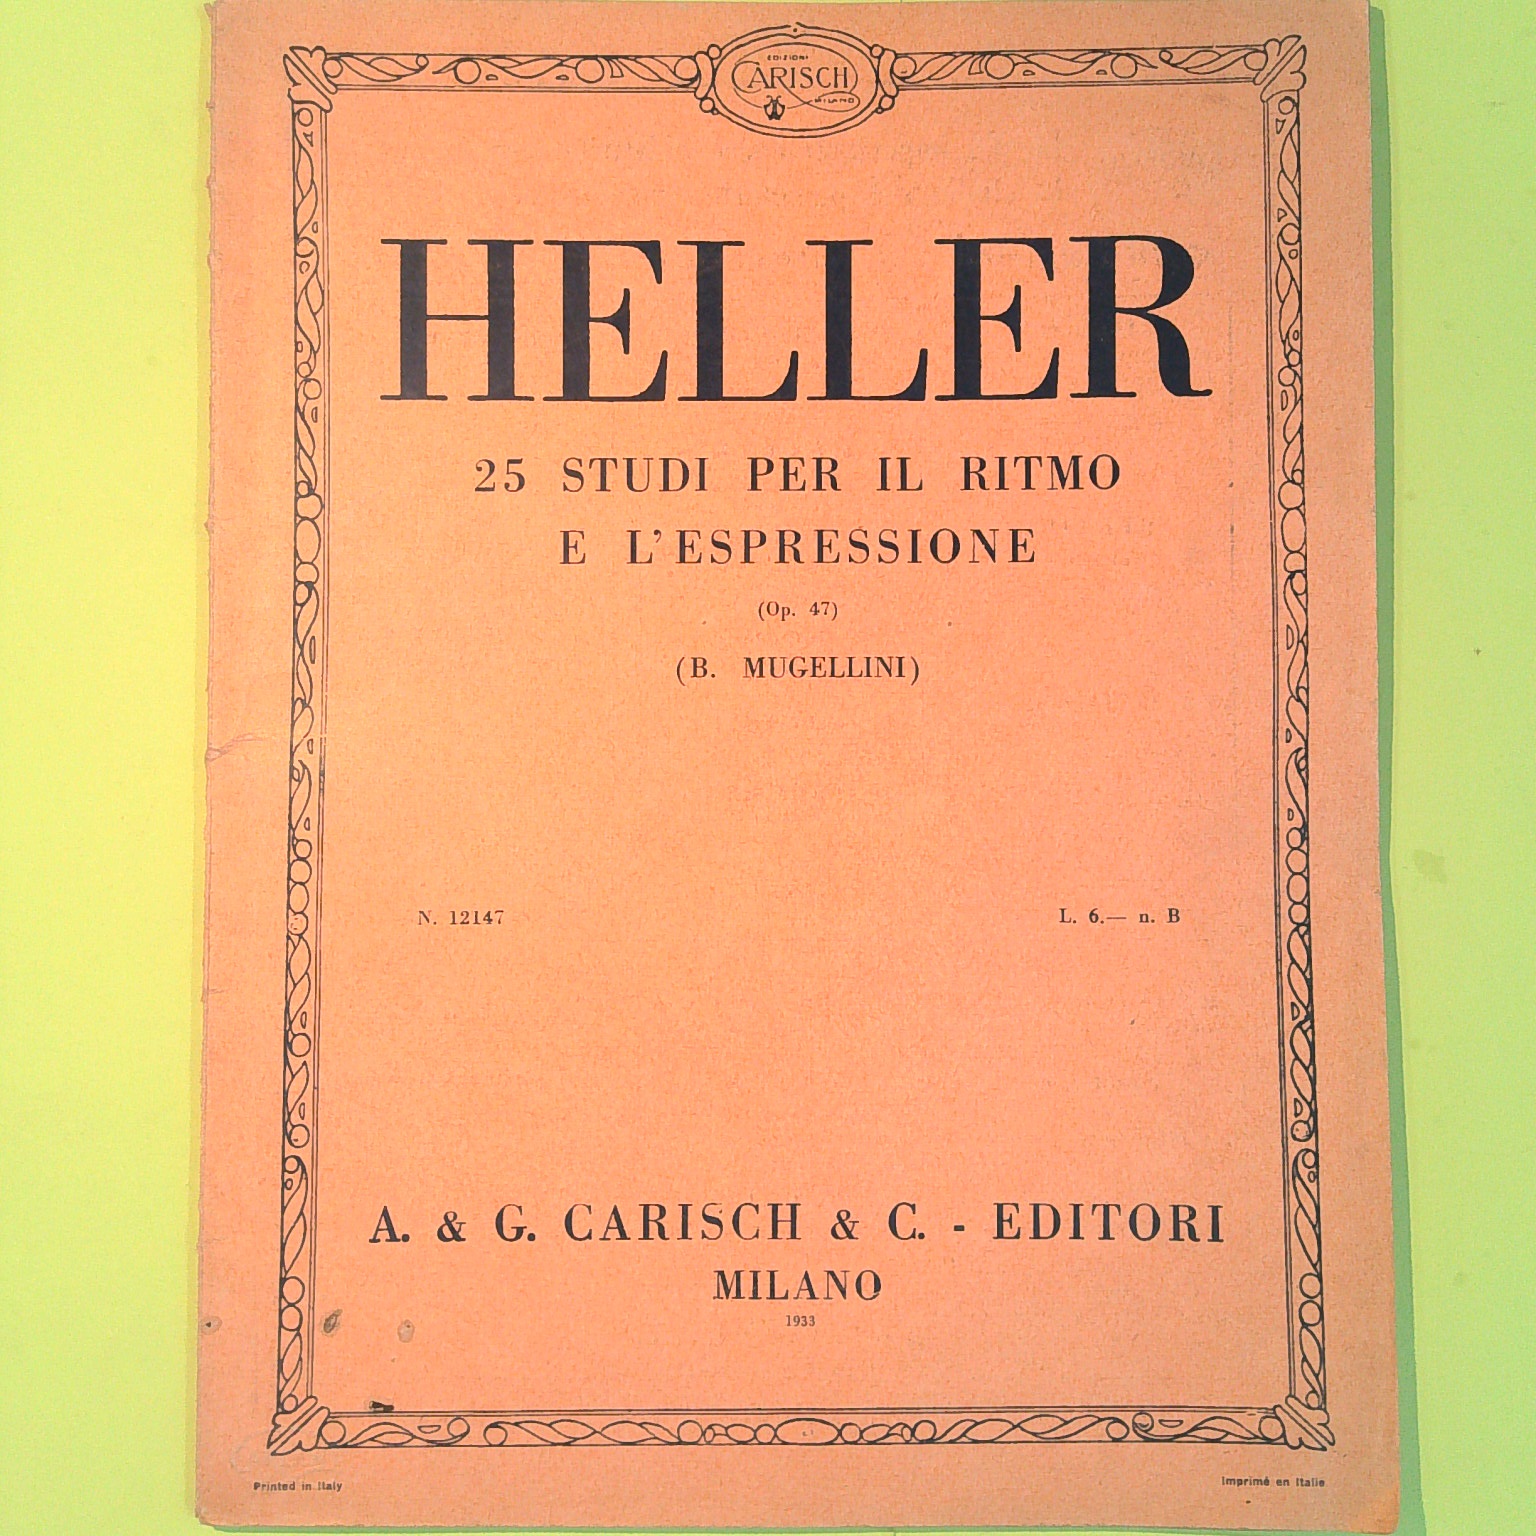 EDIZIONI
CARISCH
MILANO
HELLER
25 STUDI PER IL RITMO
E L'ESPRESSIONE
(Op. 47)
(B. MUGELLINI)
N. 12147 L. 6.— n. B
A. & G. CARISCH & C. - EDITORI
MILANO
1933
Printed in Italy Imprimé en Italie